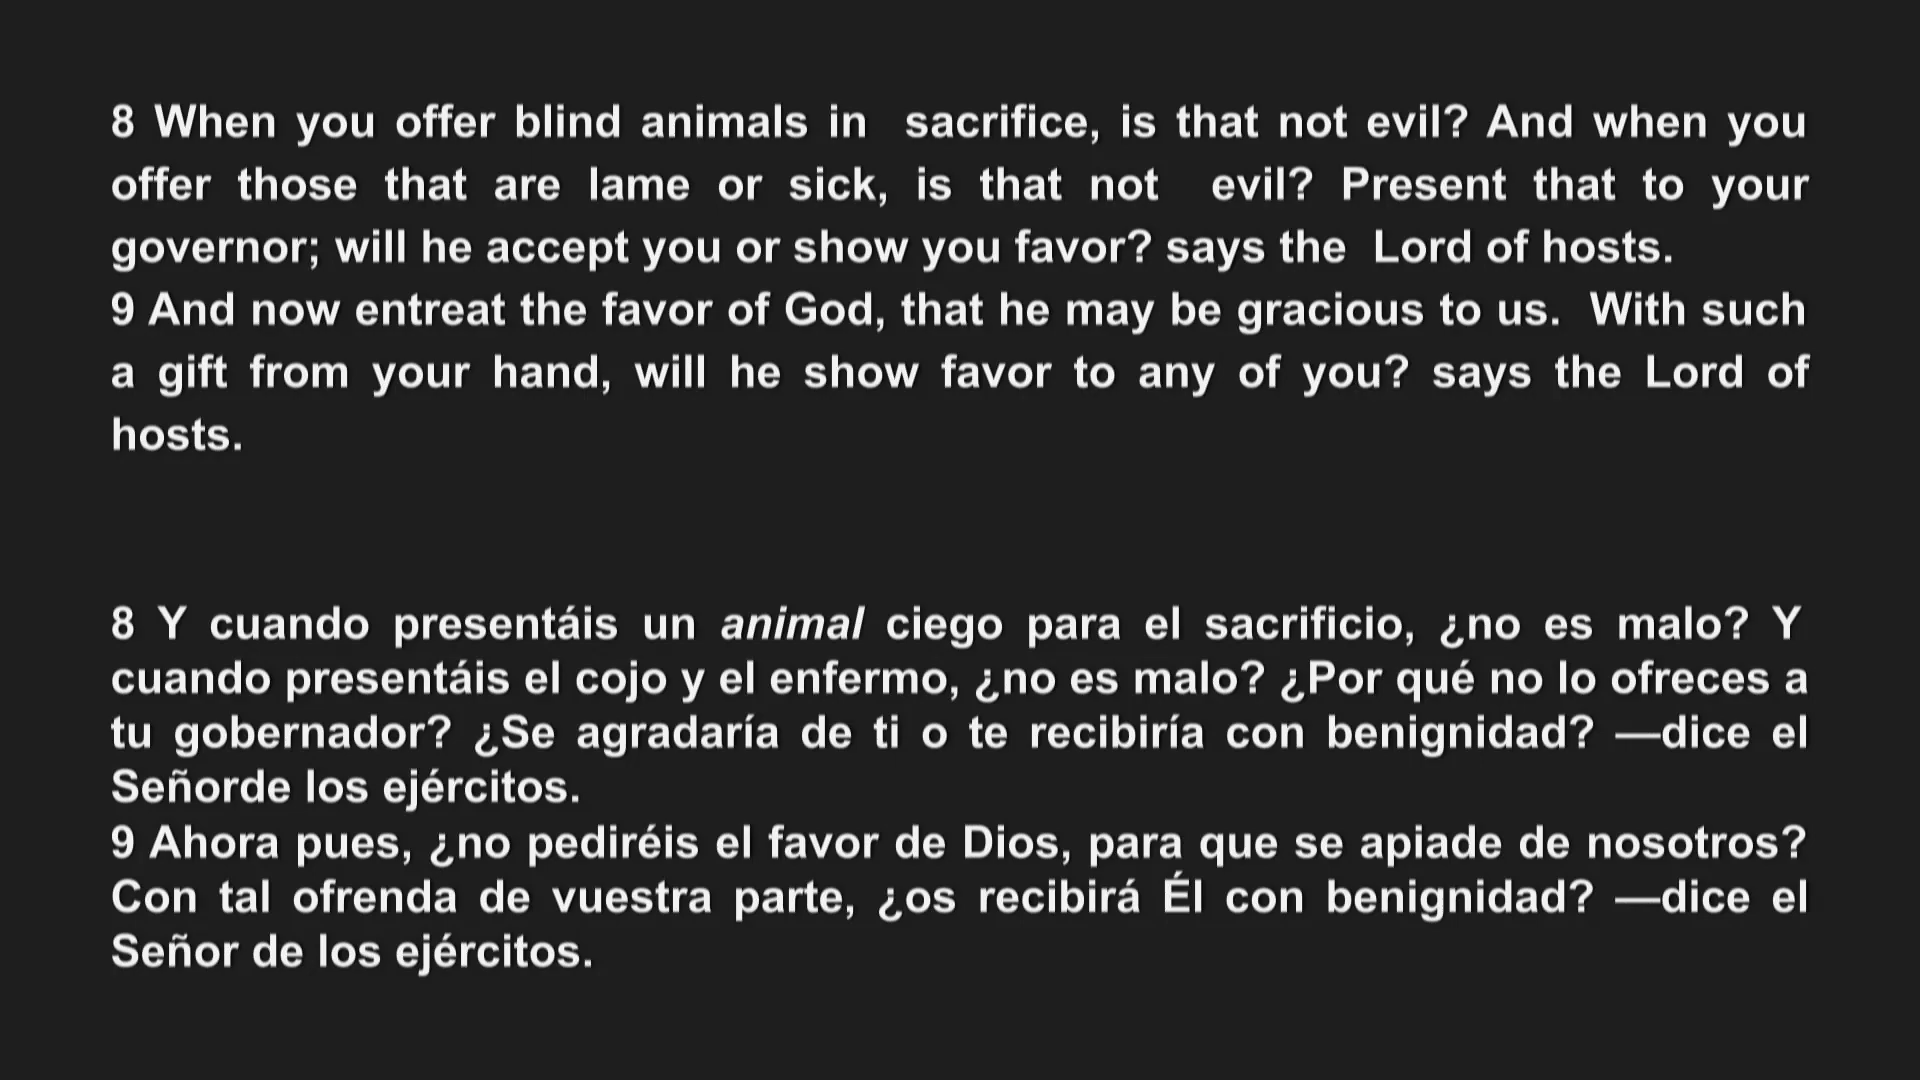 8 When you offer blind animals in sacrifice, is that not evil? And when you
offer those that are lame or sick, is that not evil? Present that to your
governor; will he accept you or show you favor? says the Lord of hosts.
9 And now entreat the favor of God, that he may be gracious to us. With such
a gift from your hand, will he show favor to any of you? says the Lord of
hosts.
8 Y cuando presentáis un animal ciego para el sacrificio, ¿no es malo? Y
cuando presentáis el cojo y el enfermo, ¿no es malo? ¿Por qué no lo ofreces a
tu gobernador? ¿Se agradaría de ti o te recibiría con benignidad? —dice el
Señorde los ejércitos.
9 Ahora pues, ¿no pediréis el favor de Dios, para que se apiade de nosotros?
Con tal ofrenda de vuestra parte, ¿os recibirá Él con benignidad? —dice el
Señor de los ejércitos.